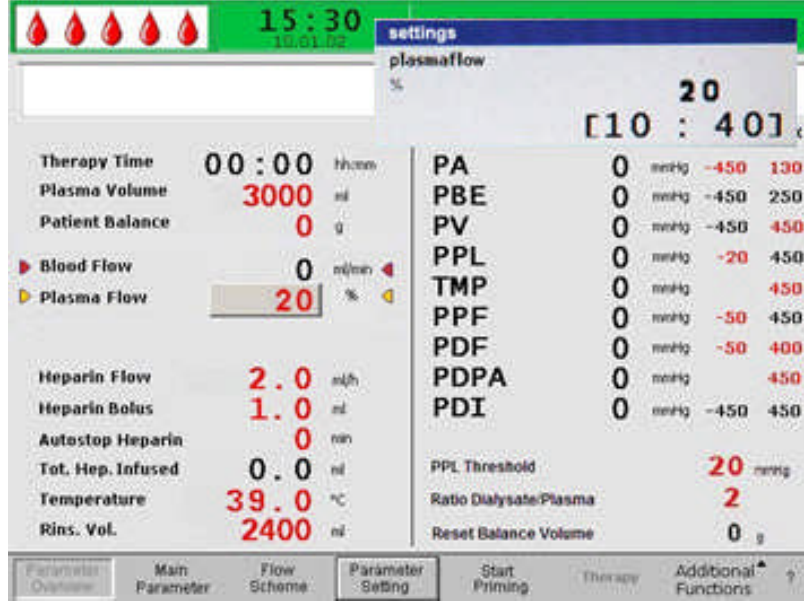 15:30
10.01.02
settings
plasmaflow
%
20
[10 : 40]
Therapy Time 00:00 hh:mm
Plasma Volume 3000 ml
Patient Balance 0 g
Blood Flow 0 ml/min
Plasma Flow 20 %
Heparin Flow 2.0 ml/h
Heparin Bolus 1.0 ml
Autostop Heparin 0 min
Tot. Hep. Infused 0.0 ml
Temperature 39.0 °C
Rins. Vol. 2400 ml
PA 0 mmHg -450 130
PBE 0 mmHg -450 250
PV 0 mmHg -450 450
PPL 0 mmHg -20 450
TMP 0 mmHg 450
PPF 0 mmHg -50 450
PDF 0 mmHg -50 400
PDPA 0 mmHg 450
PDI 0 mmHg -450 450
PPL Threshold 20 mmHg
Ratio Dialysate/Plasma 2
Reset Balance Volume 0 g
Parameter Overview
Main Parameter
Flow Scheme
Parameter Setting
Start Priming
Therapy
Additional Functions
?